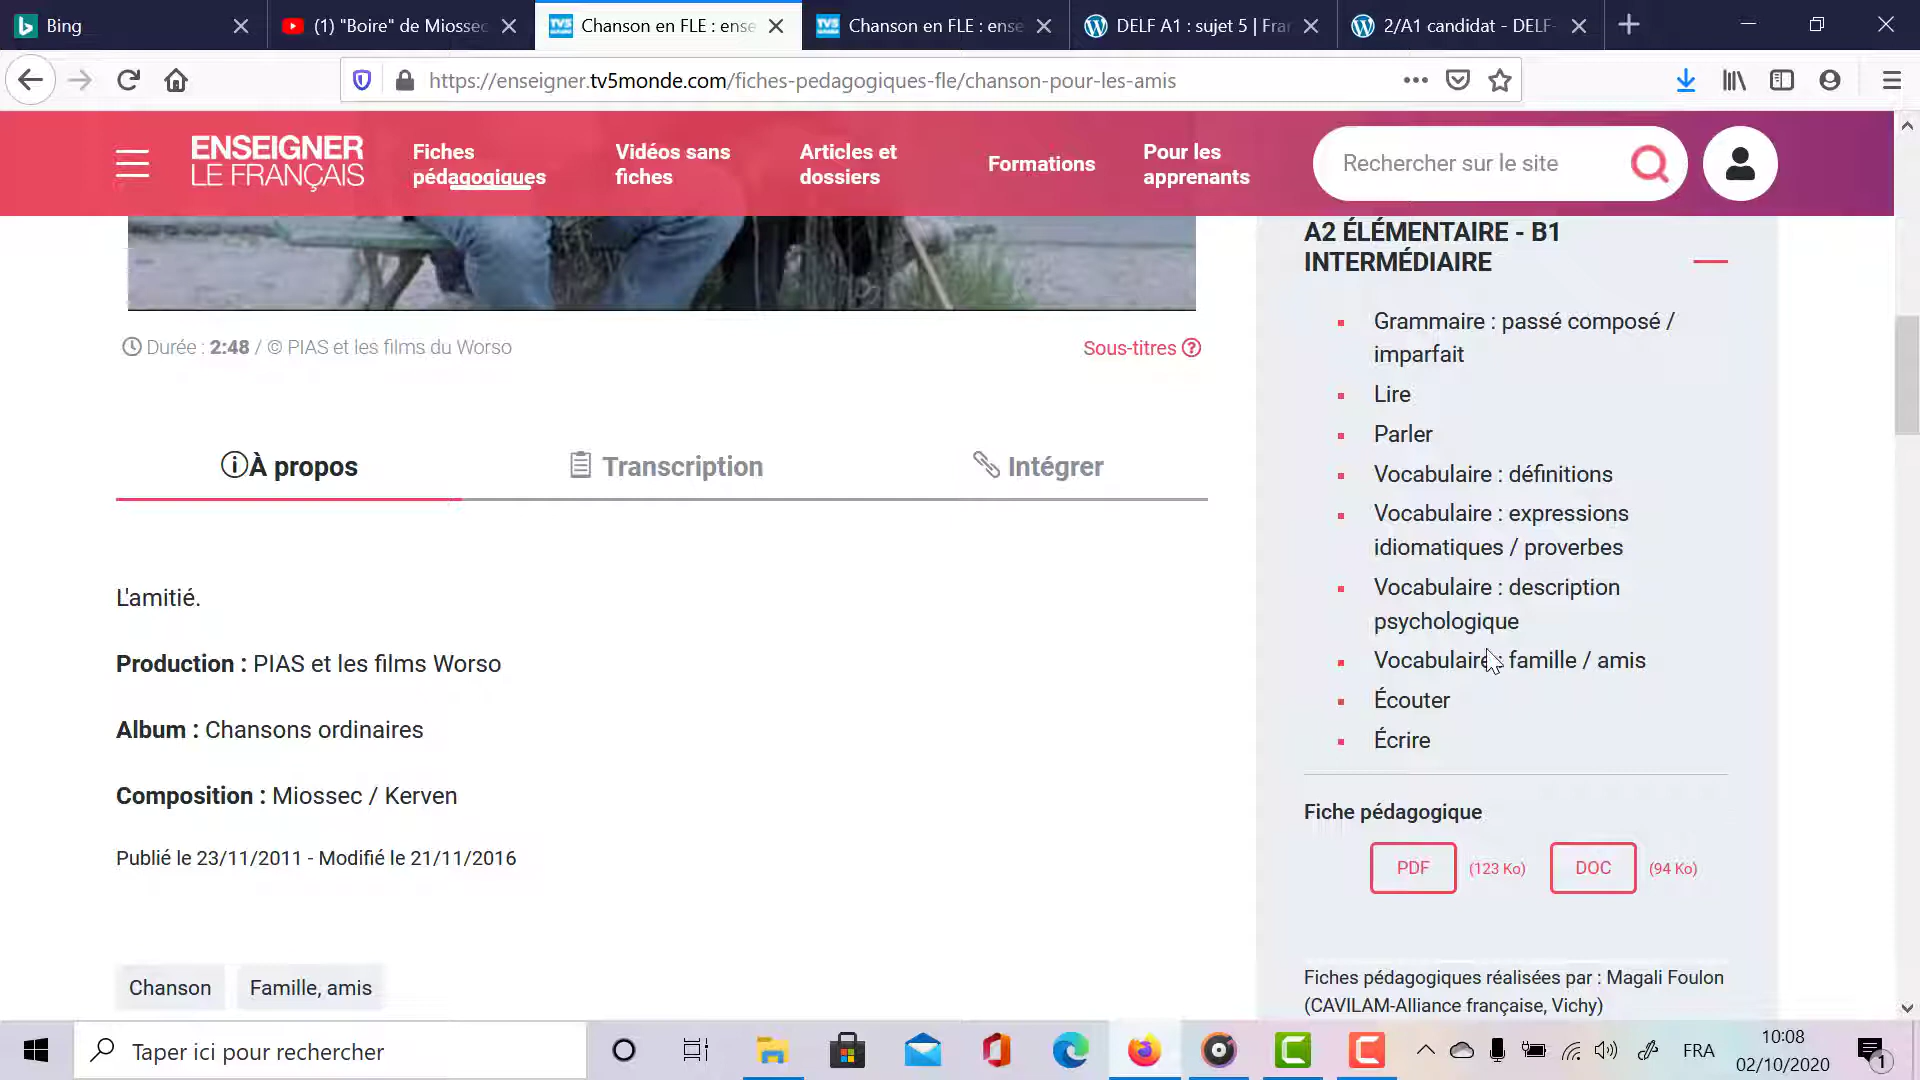 Bing
(1) "Boire" de Miossec
Chanson en FLE : ense
Chanson en FLE : ense
DELF A1 : sujet 5 | Fra
2/A1 candidat - DELF-
https://enseigner.tv5monde.com/fiches-pedagogiques-fle/chanson-pour-les-amis
ENSEIGNER
LE FRANÇAIS
Fiches
pédagogiques
Vidéos sans
fiches
Articles et
dossiers
Formations
Pour les
apprenants
Rechercher sur le site
Durée : 2:48 / © PIAS et les films du Worso
Sous-titres
À propos
Transcription
Intégrer
L'amitié.
Production : PIAS et les films Worso
Album : Chansons ordinaires
Composition : Miossec / Kerven
Publié le 23/11/2011 - Modifié le 21/11/2016
Chanson
Famille, amis
A2 ÉLÉMENTAIRE - B1
INTERMÉDIAIRE
Grammaire : passé composé /
imparfait
Lire
Parler
Vocabulaire : définitions
Vocabulaire : expressions
idiomatiques / proverbes
Vocabulaire : description
psychologique
Vocabulaire : famille / amis
Écouter
Écrire
Fiche pédagogique
PDF (123 Ko) DOC (94 Ko)
Fiches pédagogiques réalisées par : Magali Foulon
(CAVILAM-Alliance française, Vichy)
Taper ici pour rechercher
FRA
10:08
02/10/2020
1